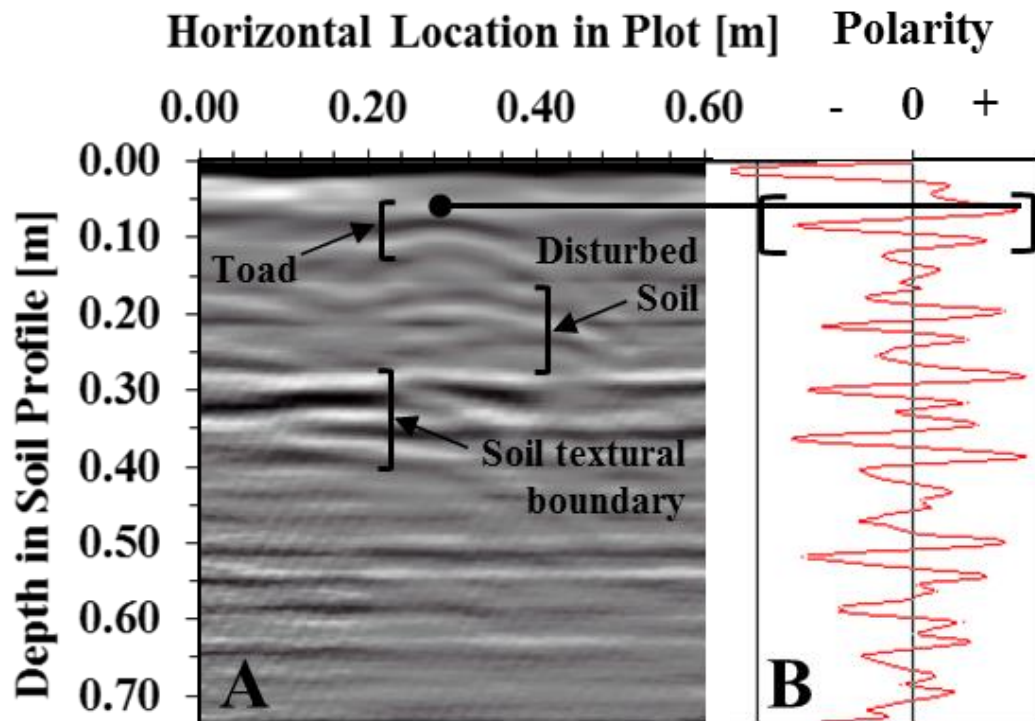 Horizontal Location in Plot [m]
Polarity
0.00 0.20 0.40 0.60
- 0 +
Depth in Soil Profile [m]
0.00
0.10
0.20
0.30
0.40
0.50
0.60
0.70
Toad
Disturbed
Soil
Soil textural
boundary
A
B